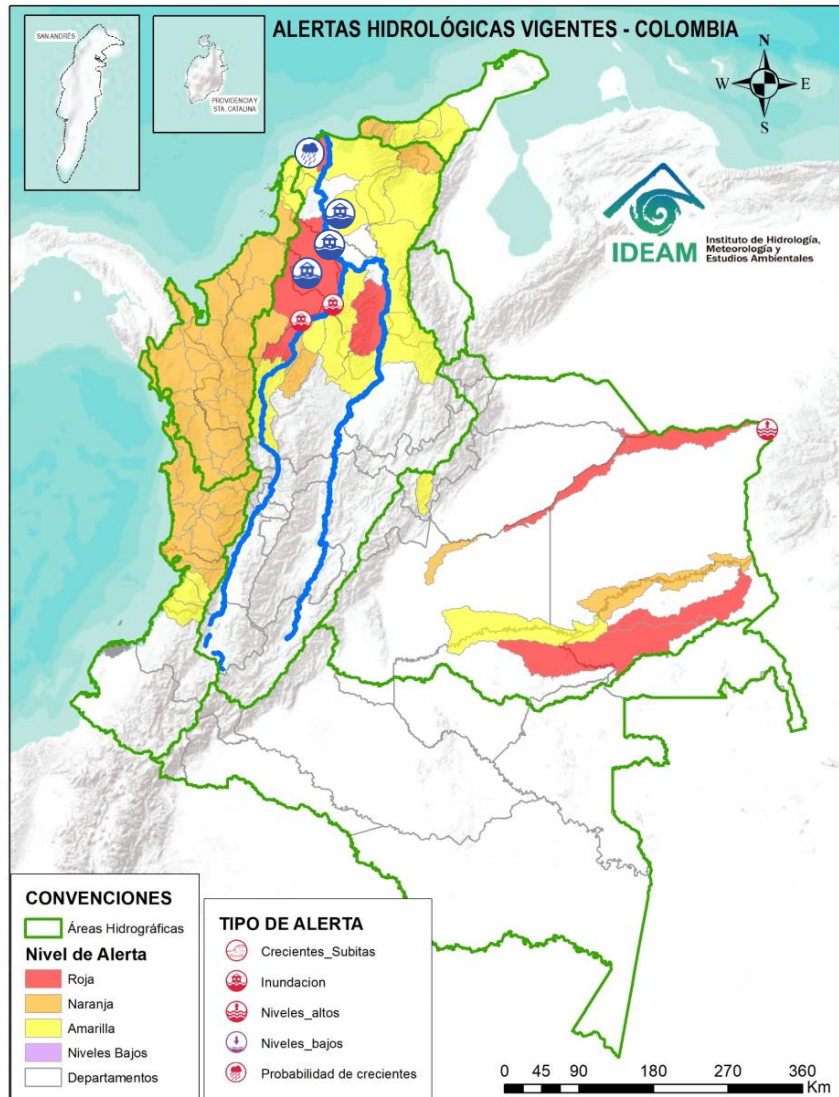 ALERTAS HIDROLÓGICAS VIGENTES - COLOMBIA
SAN ANDRÉS
PROVIDENCIA Y
STA. CATALINA
N
W
E
S
IDEAM
Instituto de Hidrología,
Meteorología y
Estudios Ambientales
CONVENCIONES
Áreas Hidrográficas
Nivel de Alerta
Roja
Naranja
Amarilla
Niveles Bajos
Departamentos
TIPO DE ALERTA
Crecientes_Subitas
Inundacion
Niveles_altos
Niveles_bajos
Probabilidad de crecientes
0 45 90 180 270 360
Km